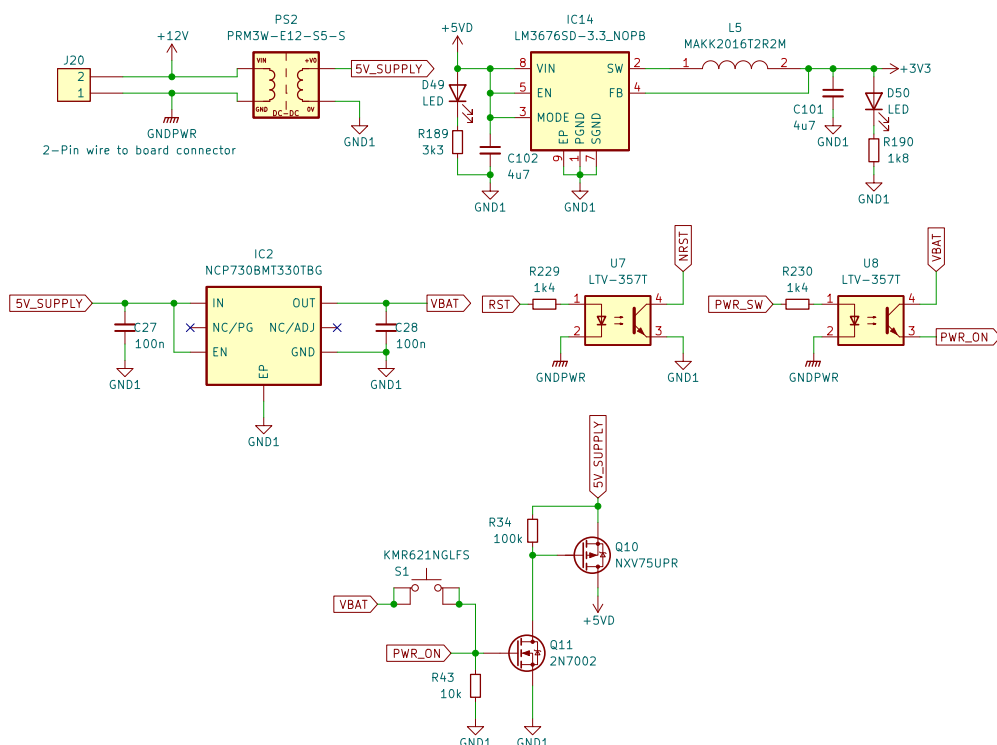 PS2
PRM3W-E12-S5-S
+12V
J20
2
1
VIN
+VO
GND
0V
DC-DC
5V_SUPPLY
GND1
GNDPWR
2-Pin wire to board connector
+5VD
D49
LED
R189
3k3
C102
4u7
GND1
IC14
LM3676SD-3.3_NOPB
8
VIN
SW
2
5
EN
FB
4
3
MODE
EP
PGND
SGND
9
1
7
GND1
L5
MAKK2016T2R2M
1
2
+3V3
C101
4u7
GND1
D50
LED
R190
1k8
GND1
IC2
NCP730BMT330TBG
5V_SUPPLY
IN
OUT
VBAT
C27
100n
NC/PG
NC/ADJ
C28
100n
EN
GND
EP
GND1
GND1
GND1
U7
LTV-357T
R229
1k4
RST
1
4
2
3
NRST
GNDPWR
GND1
U8
LTV-357T
R230
1k4
PWR_SW
1
4
2
3
VBAT
PWR_ON
GNDPWR
5V_SUPPLY
R34
100k
Q10
NXV75UPR
+5VD
KMR621NGLFS
S1
VBAT
PWR_ON
Q11
2N7002
R43
10k
GND1
GND1